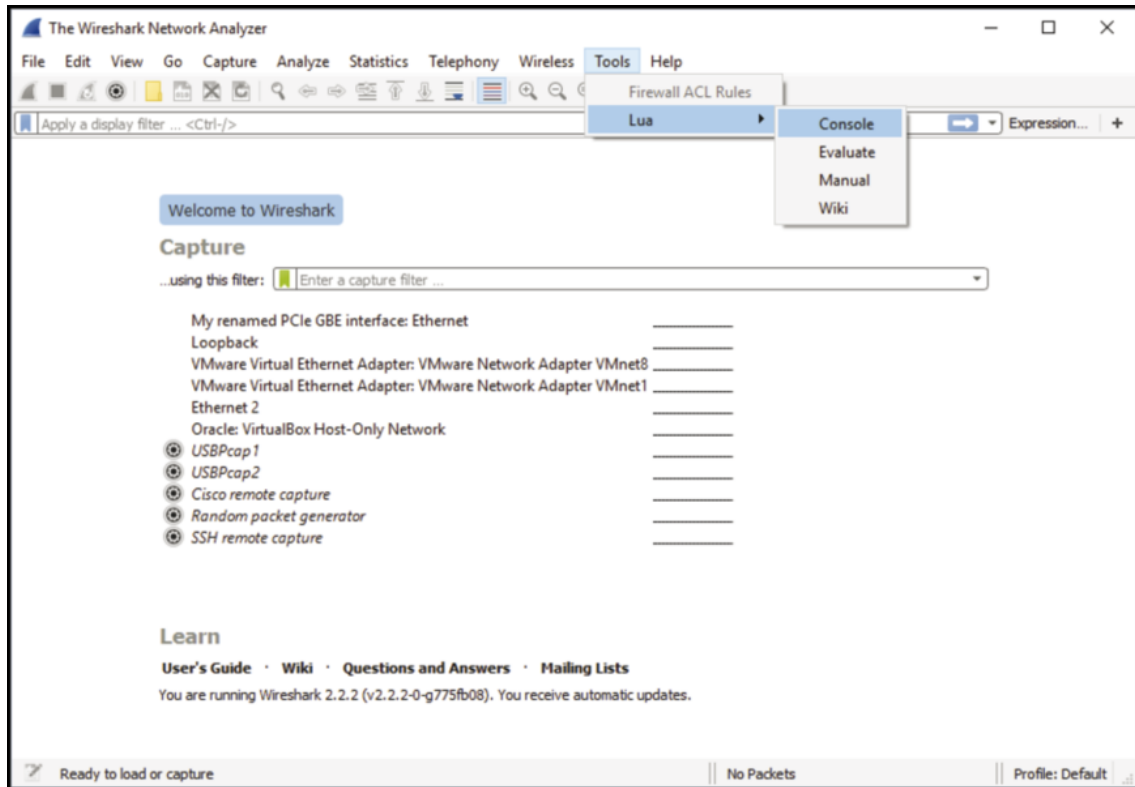 The Wireshark Network Analyzer
File Edit View Go Capture Analyze Statistics Telephony Wireless Tools Help
Firewall ACL Rules
Apply a display filter ... <Ctrl-/> Expression... +
Lua
Console
Evaluate
Manual
Wiki
Welcome to Wireshark
Capture
...using this filter: Enter a capture filter ...
My renamed PCIe GBE interface: Ethernet
Loopback
VMware Virtual Ethernet Adapter: VMware Network Adapter VMnet8
VMware Virtual Ethernet Adapter: VMware Network Adapter VMnet1
Ethernet 2
Oracle: VirtualBox Host-Only Network
USBPcap1
USBPcap2
Cisco remote capture
Random packet generator
SSH remote capture
Learn
User's Guide · Wiki · Questions and Answers · Mailing Lists
You are running Wireshark 2.2.2 (v2.2.2-0-g775fb08). You receive automatic updates.
Ready to load or capture No Packets Profile: Default